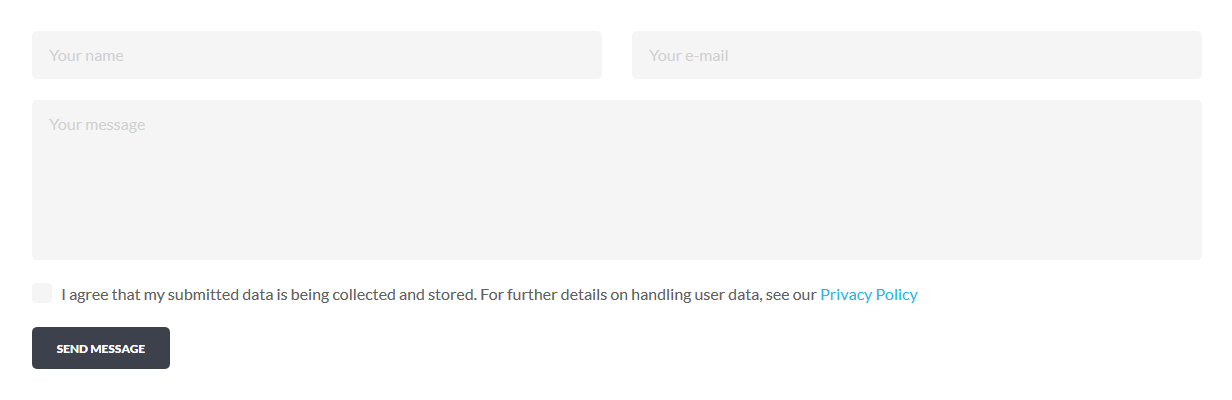 Your name
Your e-mail
Your message
I agree that my submitted data is being collected and stored. For further details on handling user data, see our Privacy Policy
SEND MESSAGE